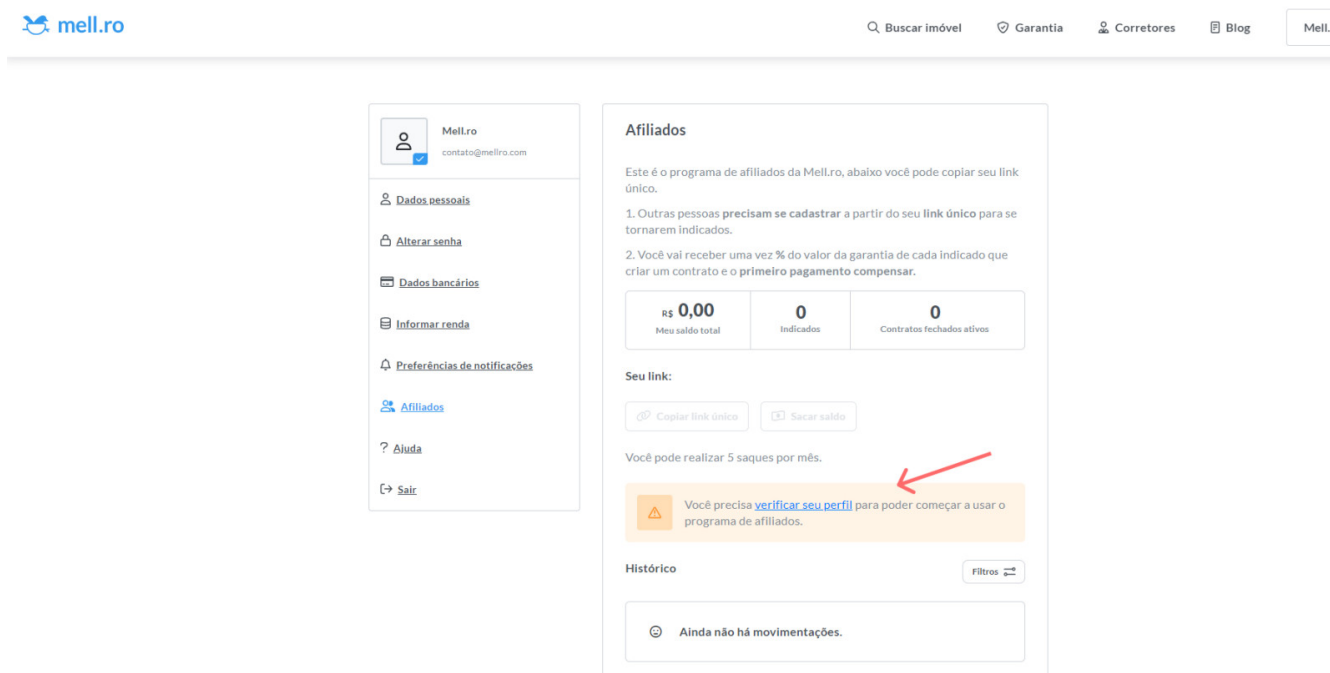 mell.ro
Buscar imóvel
Garantia
Corretores
Blog
Mell.
Mell.ro
contato@mellro.com
Dados pessoais
Alterar senha
Dados bancários
Informar renda
Preferências de notificações
Afiliados
? Ajuda
Sair
Afiliados
Este é o programa de afiliados da Mell.ro, abaixo você pode copiar seu link
único.
1. Outras pessoas precisam se cadastrar a partir do seu link único para se
tornarem indicados.
2. Você vai receber uma vez % do valor da garantia de cada indicado que
criar um contrato e o primeiro pagamento compensar.
R$ 0,00
Meu saldo total
0
Indicados
0
Contratos fechados ativos
Seu link:
Copiar link único
Sacar saldo
Você pode realizar 5 saques por mês.
Você precisa verificar seu perfil para poder começar a usar o
programa de afiliados.
Histórico
Filtros
Ainda não há movimentações.